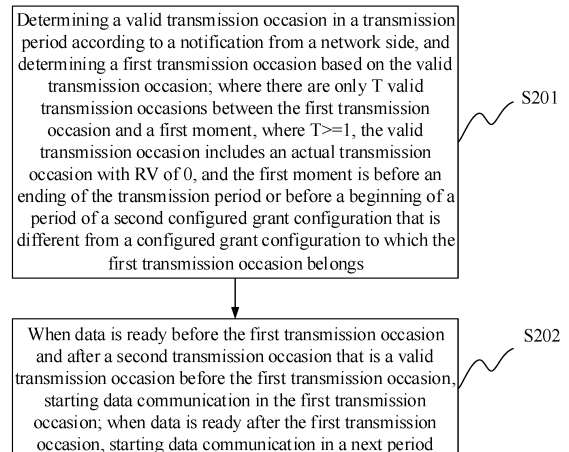 Determining a valid transmission occasion in a transmission
period according to a notification from a network side, and
determining a first transmission occasion based on the valid
transmission occasion; where there are only T valid
transmission occasions between the first transmission
occasion and a first moment, where T>=1, the valid
transmission occasion includes an actual transmission
occasion with RV of 0, and the first moment is before an
ending of the transmission period or before a beginning of a
period of a second configured grant configuration that is
different from a configured grant configuration to which the
first transmission occasion belongs
S201
When data is ready before the first transmission occasion
and after a second transmission occasion that is a valid
transmission occasion before the first transmission occasion,
starting data communication in the first transmission
occasion; when data is ready after the first transmission
occasion, starting data communication in a next period
S202